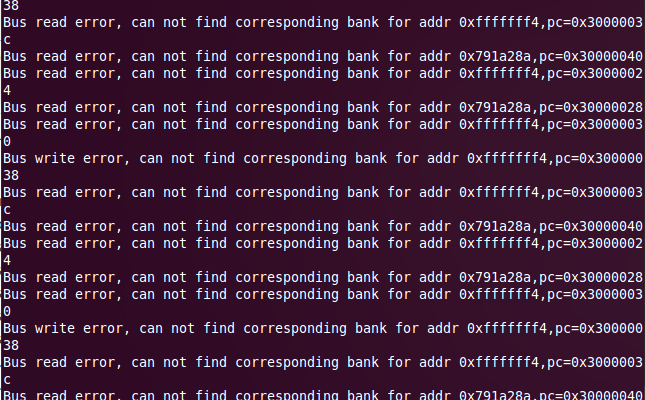 38
Bus read error, can not find corresponding bank for addr 0xfffffff4,pc=0x3000003
c
Bus read error, can not find corresponding bank for addr 0x791a28a,pc=0x30000040
Bus read error, can not find corresponding bank for addr 0xfffffff4,pc=0x3000002
4
Bus read error, can not find corresponding bank for addr 0x791a28a,pc=0x30000028
Bus read error, can not find corresponding bank for addr 0xfffffff4,pc=0x3000003
0
Bus write error, can not find corresponding bank for addr 0xfffffff4,pc=0x300000
38
Bus read error, can not find corresponding bank for addr 0xfffffff4,pc=0x3000003
c
Bus read error, can not find corresponding bank for addr 0x791a28a,pc=0x30000040
Bus read error, can not find corresponding bank for addr 0xfffffff4,pc=0x3000002
4
Bus read error, can not find corresponding bank for addr 0x791a28a,pc=0x30000028
Bus read error, can not find corresponding bank for addr 0xfffffff4,pc=0x3000003
0
Bus write error, can not find corresponding bank for addr 0xfffffff4,pc=0x300000
38
Bus read error, can not find corresponding bank for addr 0xfffffff4,pc=0x3000003
c
Bus read error, can not find corresponding bank for addr 0x791a28a,pc=0x30000040